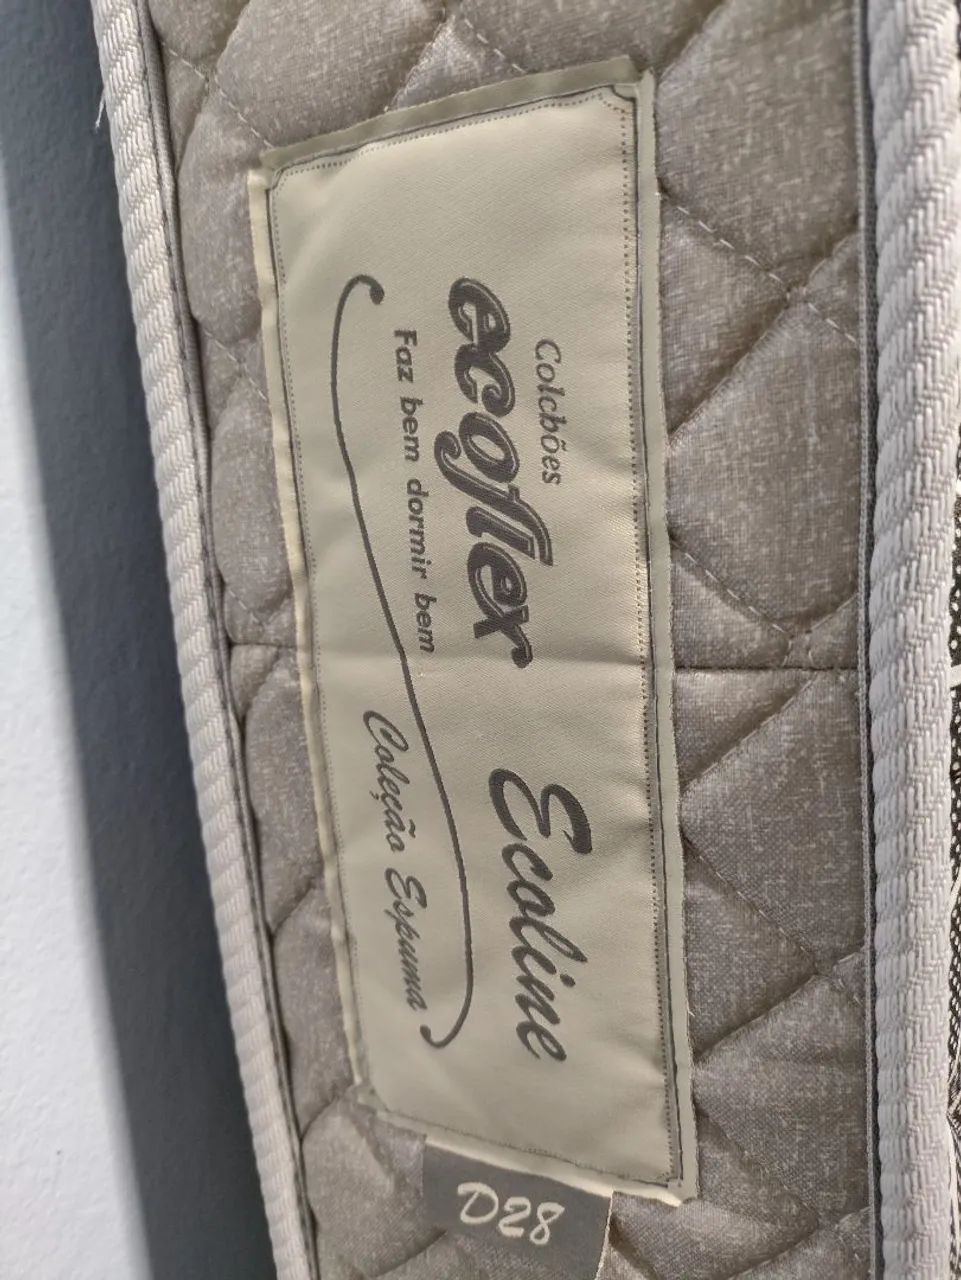 Colchões
ecoflex
Faz bem dormir bem
Ecoline
Coleção Espuma
D28